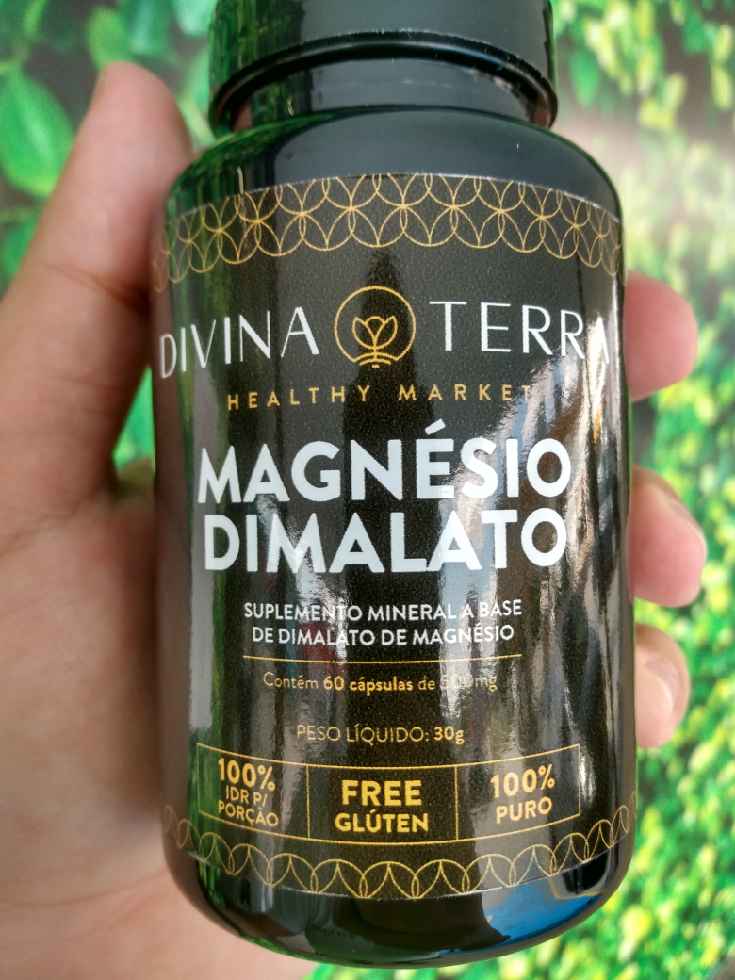 DIVINA TERRA
HEALTHY MARKET
MAGNÉSIO
DIMALATO
SUPLEMENTO MINERAL A BASE
DE DIMALATO DE MAGNÉSIO
Contém 60 cápsulas de 500mg
PESO LÍQUIDO: 30g
100%
IDR P/
PORÇÃO
FREE
GLÚTEN
100%
PURO